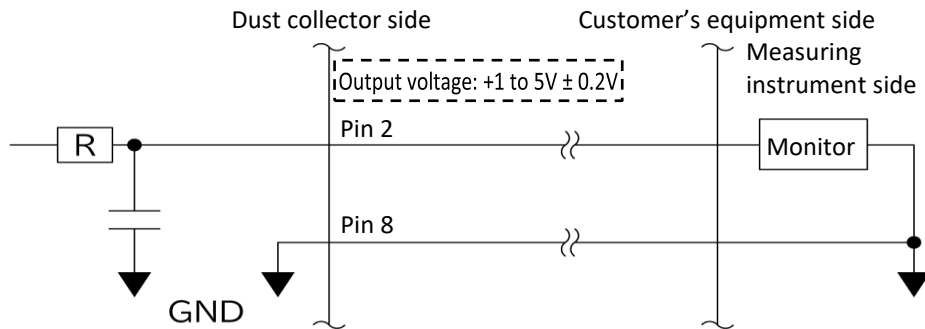 Dust collector side
Customer’s equipment side
Measuring
instrument side
Output voltage: +1 to 5V ± 0.2V
Pin 2
R
Monitor
Pin 8
GND